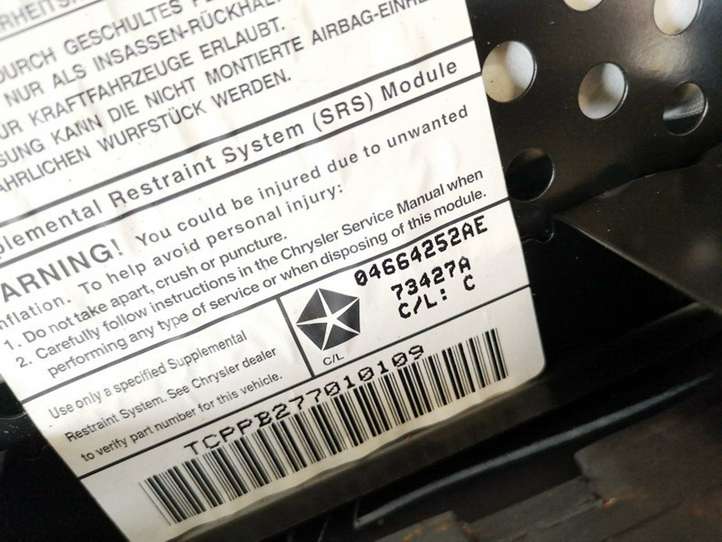 DURCH GESCHULTES
NUR ALS INSASSEN-RÜCKHAL
UR KRAFTFAHRZEUGE ERLAUBT.
SUNG KANN DIE NICHT MONTIERTE AIRBAG-EINHE
ÄHRLICHEN WURFSTÜCK WERDEN.
plemental Restraint System (SRS) Module
ARNING! You could be injured due to unwanted
nflation. To help avoid personal injury:
1. Do not take apart, crush or puncture.
2. Carefully follow instructions in the Chrysler Service Manual when
performing any type of service or when disposing of this module.
Use only a specified Supplemental
Restraint System. See Chrysler dealer
to verify part number for this vehicle.
C/L
04664252AE
73427A
C/L: C
TCPPB277010109